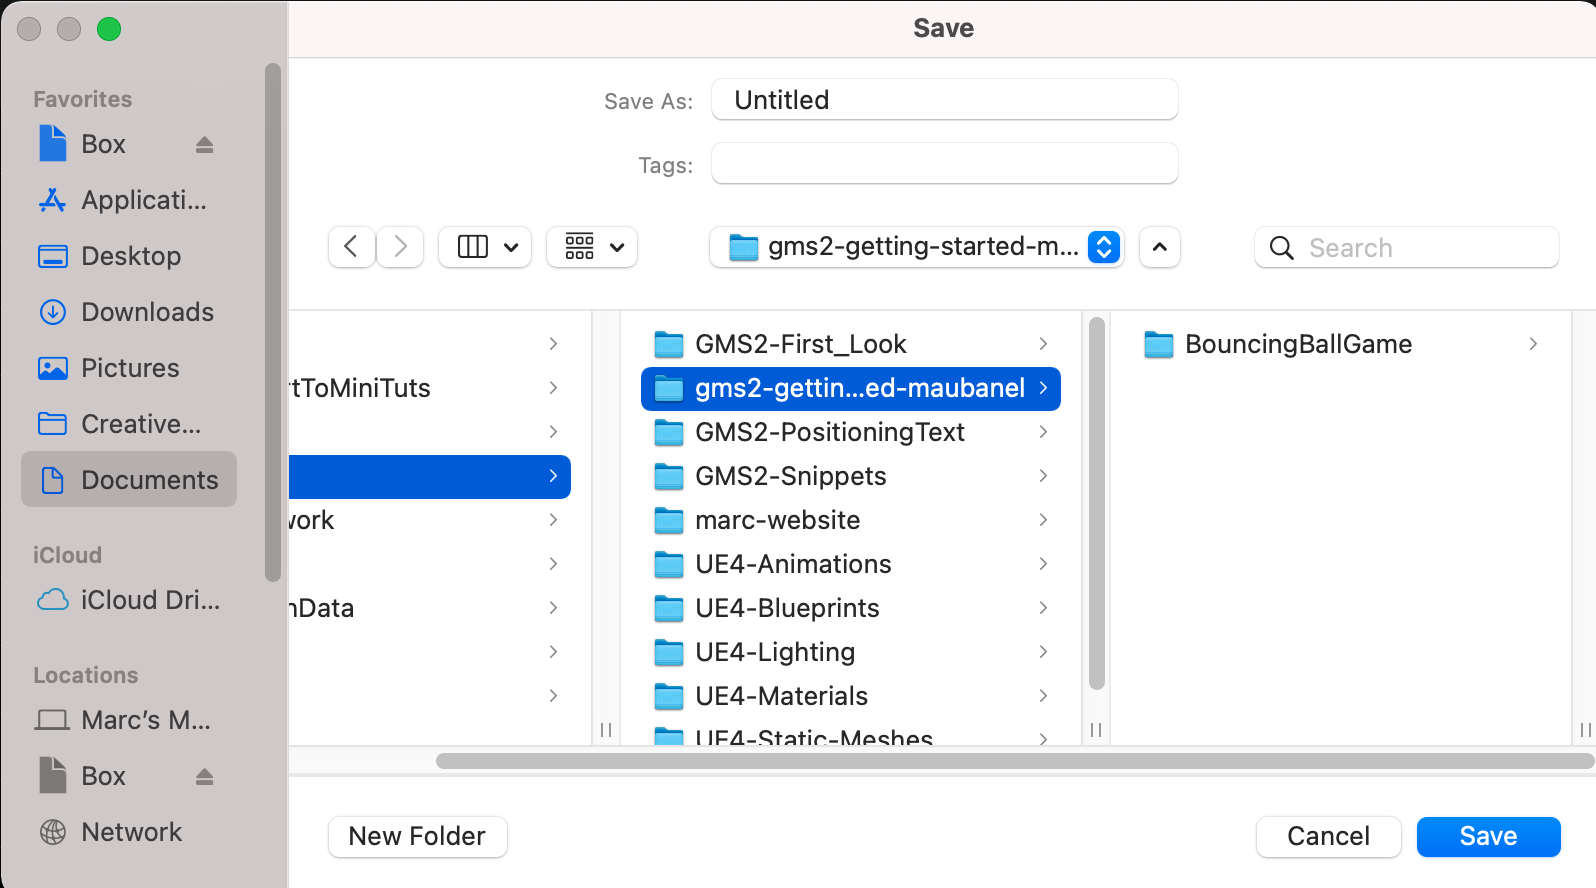 Save
Favorites
Box
Applicati...
Desktop
Downloads
Pictures
Creative...
Documents
iCloud
iCloud Dri...
Locations
Marc’s M...
Box
Network
Save As: Untitled
Tags:
gms2-getting-started-m...
Search
rtToMiniTuts
work
nData
GMS2-First_Look
gms2-gettin...ed-maubanel
GMS2-PositioningText
GMS2-Snippets
marc-website
UE4-Animations
UE4-Blueprints
UE4-Lighting
UE4-Materials
UE4-Static-Meshes
BouncingBallGame
New Folder
Cancel
Save